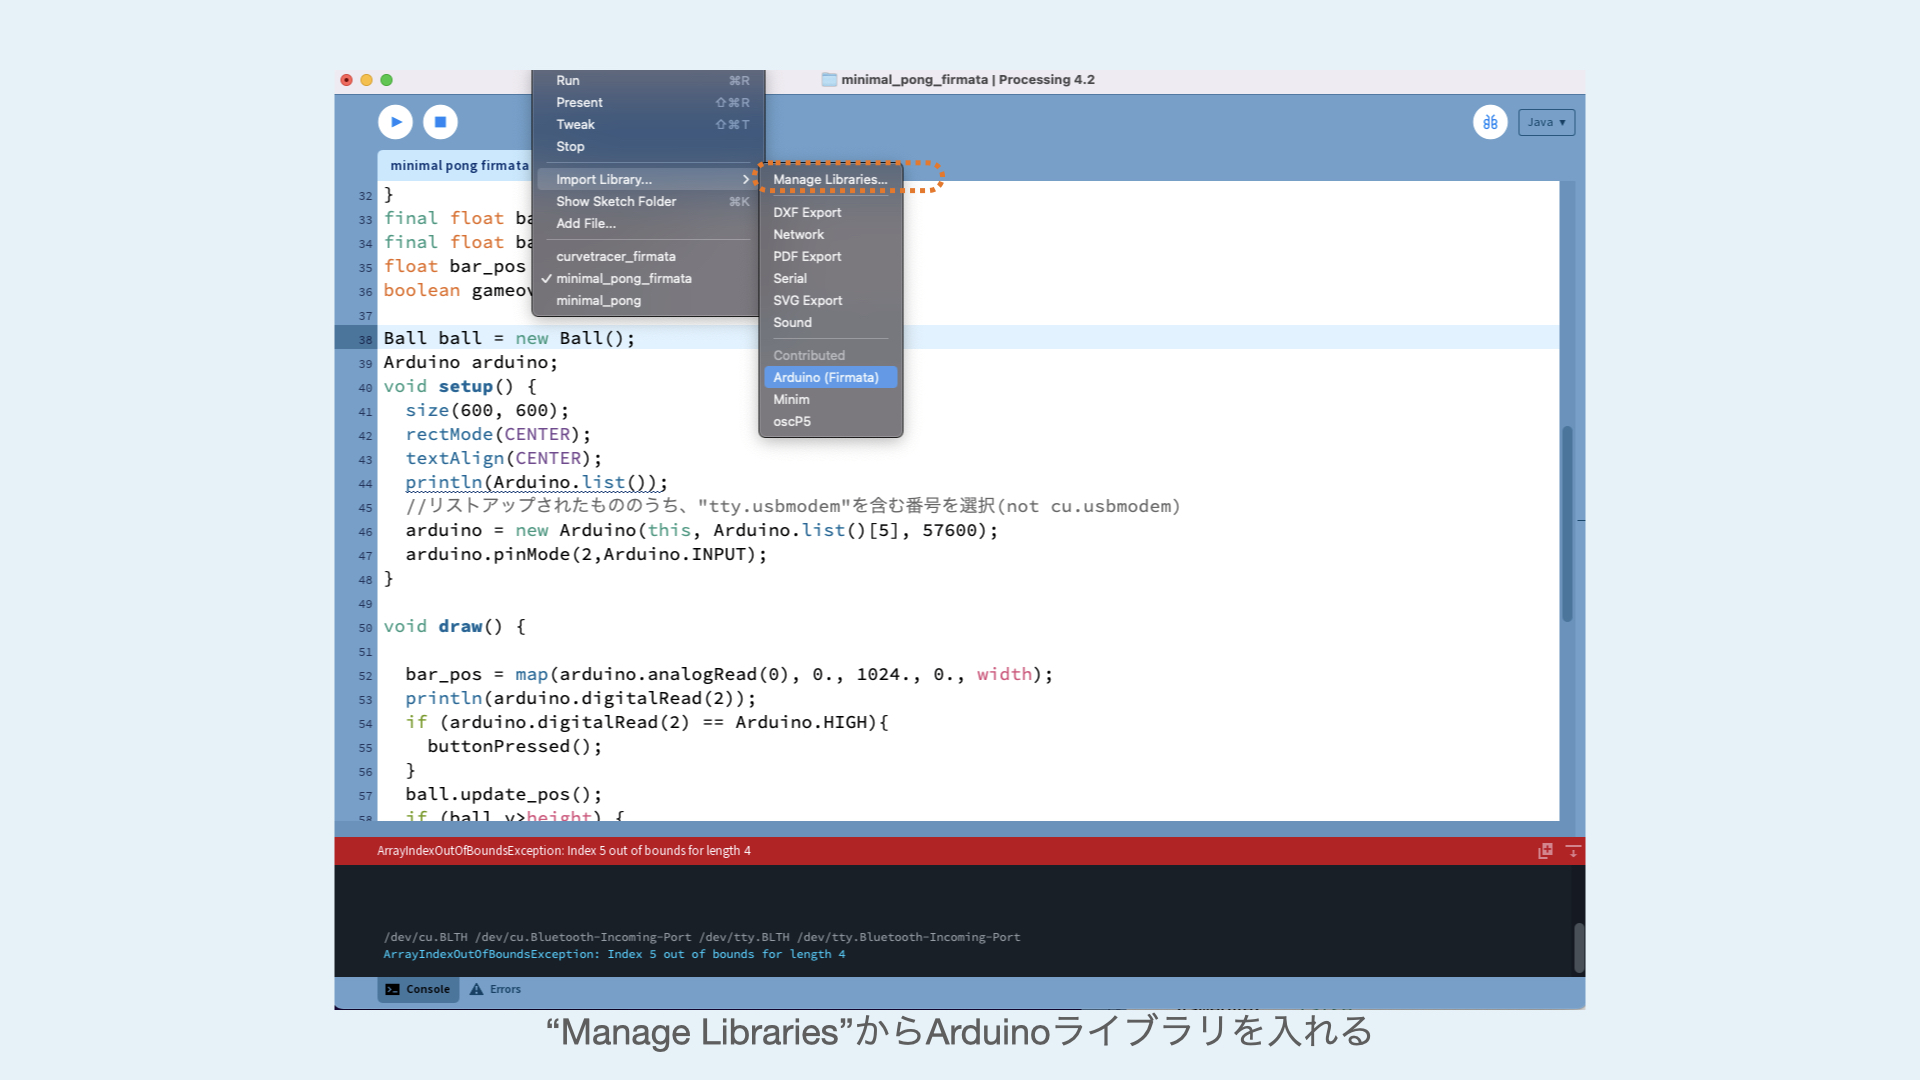 minimal_pong_firmata | Processing 4.2
Run ⌘R
Present ⇧⌘R
Tweak ⇧⌘T
Stop
Import Library...
Show Sketch Folder ⌘K
Add File...
curvetracer_firmata
✓ minimal_pong_firmata
minimal_pong
Manage Libraries...
DXF Export
Network
PDF Export
Serial
SVG Export
Sound
Contributed
Arduino (Firmata)
Minim
oscP5
Java
minimal pong firmata
32 }
33 final float ba
34 final float ba
35 float bar_pos
36 boolean gameov
37
38 Ball ball = new Ball();
39 Arduino arduino;
40 void setup() {
41 size(600, 600);
42 rectMode(CENTER);
43 textAlign(CENTER);
44 println(Arduino.list());
45 //リストアップされたもののうち、"tty.usbmodem"を含む番号を選択(not cu.usbmodem)
46 arduino = new Arduino(this, Arduino.list()[5], 57600);
47 arduino.pinMode(2,Arduino.INPUT);
48 }
49
50 void draw() {
51
52 bar_pos = map(arduino.analogRead(0), 0., 1024., 0., width);
53 println(arduino.digitalRead(2));
54 if (arduino.digitalRead(2) == Arduino.HIGH){
55 buttonPressed();
56 }
57 ball.update_pos();
58 if (ball.y>height) {
ArrayIndexOutOfBoundsException: Index 5 out of bounds for length 4
/dev/cu.BLTH /dev/cu.Bluetooth-Incoming-Port /dev/tty.BLTH /dev/tty.Bluetooth-Incoming-Port
ArrayIndexOutOfBoundsException: Index 5 out of bounds for length 4
Console Errors
“Manage Libraries”からArduinoライブラリを入れる